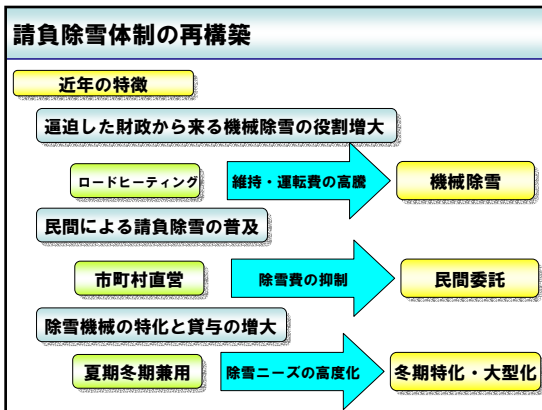 請負除雪体制の再構築
近年の特徴
逼迫した財政から来る機械除雪の役割増大
ロードヒーティング
維持・運転費の高騰
機械除雪
民間による請負除雪の普及
市町村直営
除雪費の抑制
民間委託
除雪機械の特化と貸与の増大
夏期冬期兼用
除雪ニーズの高度化
冬期特化・大型化